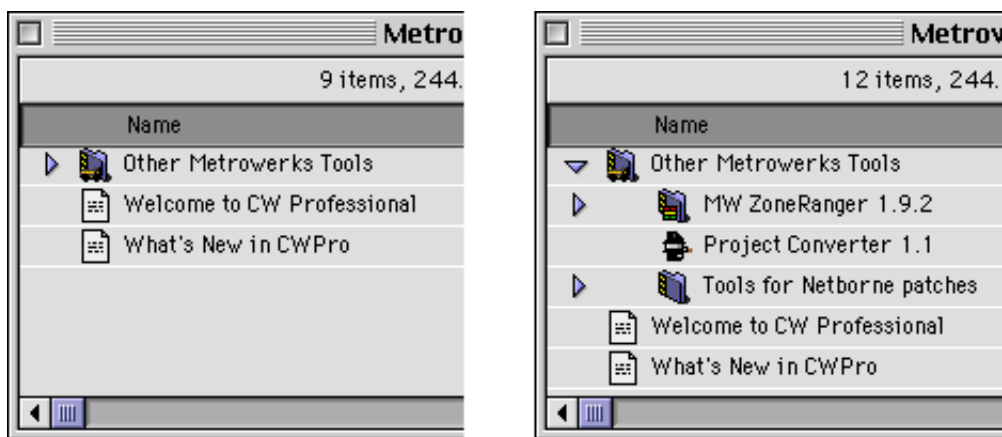 Metro
9 items, 244.
Name
Other Metrowerks Tools
Welcome to CW Professional
What's New in CWPro
Metrow
12 items, 244.
Name
Other Metrowerks Tools
MW ZoneRanger 1.9.2
Project Converter 1.1
Tools for Netborne patches
Welcome to CW Professional
What's New in CWPro